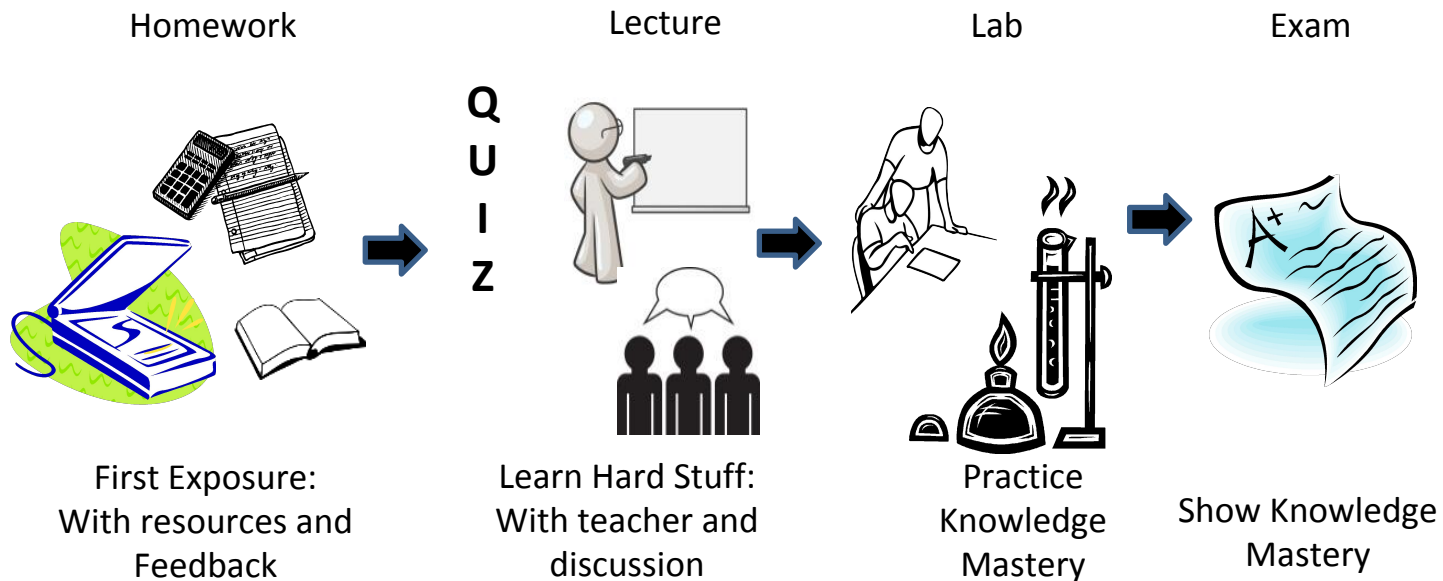 Homework
Lecture
Lab
Exam
Q
U
I
Z
A+
First Exposure:
With resources and
Feedback
Learn Hard Stuff:
With teacher and
discussion
Practice
Knowledge
Mastery
Show Knowledge
Mastery